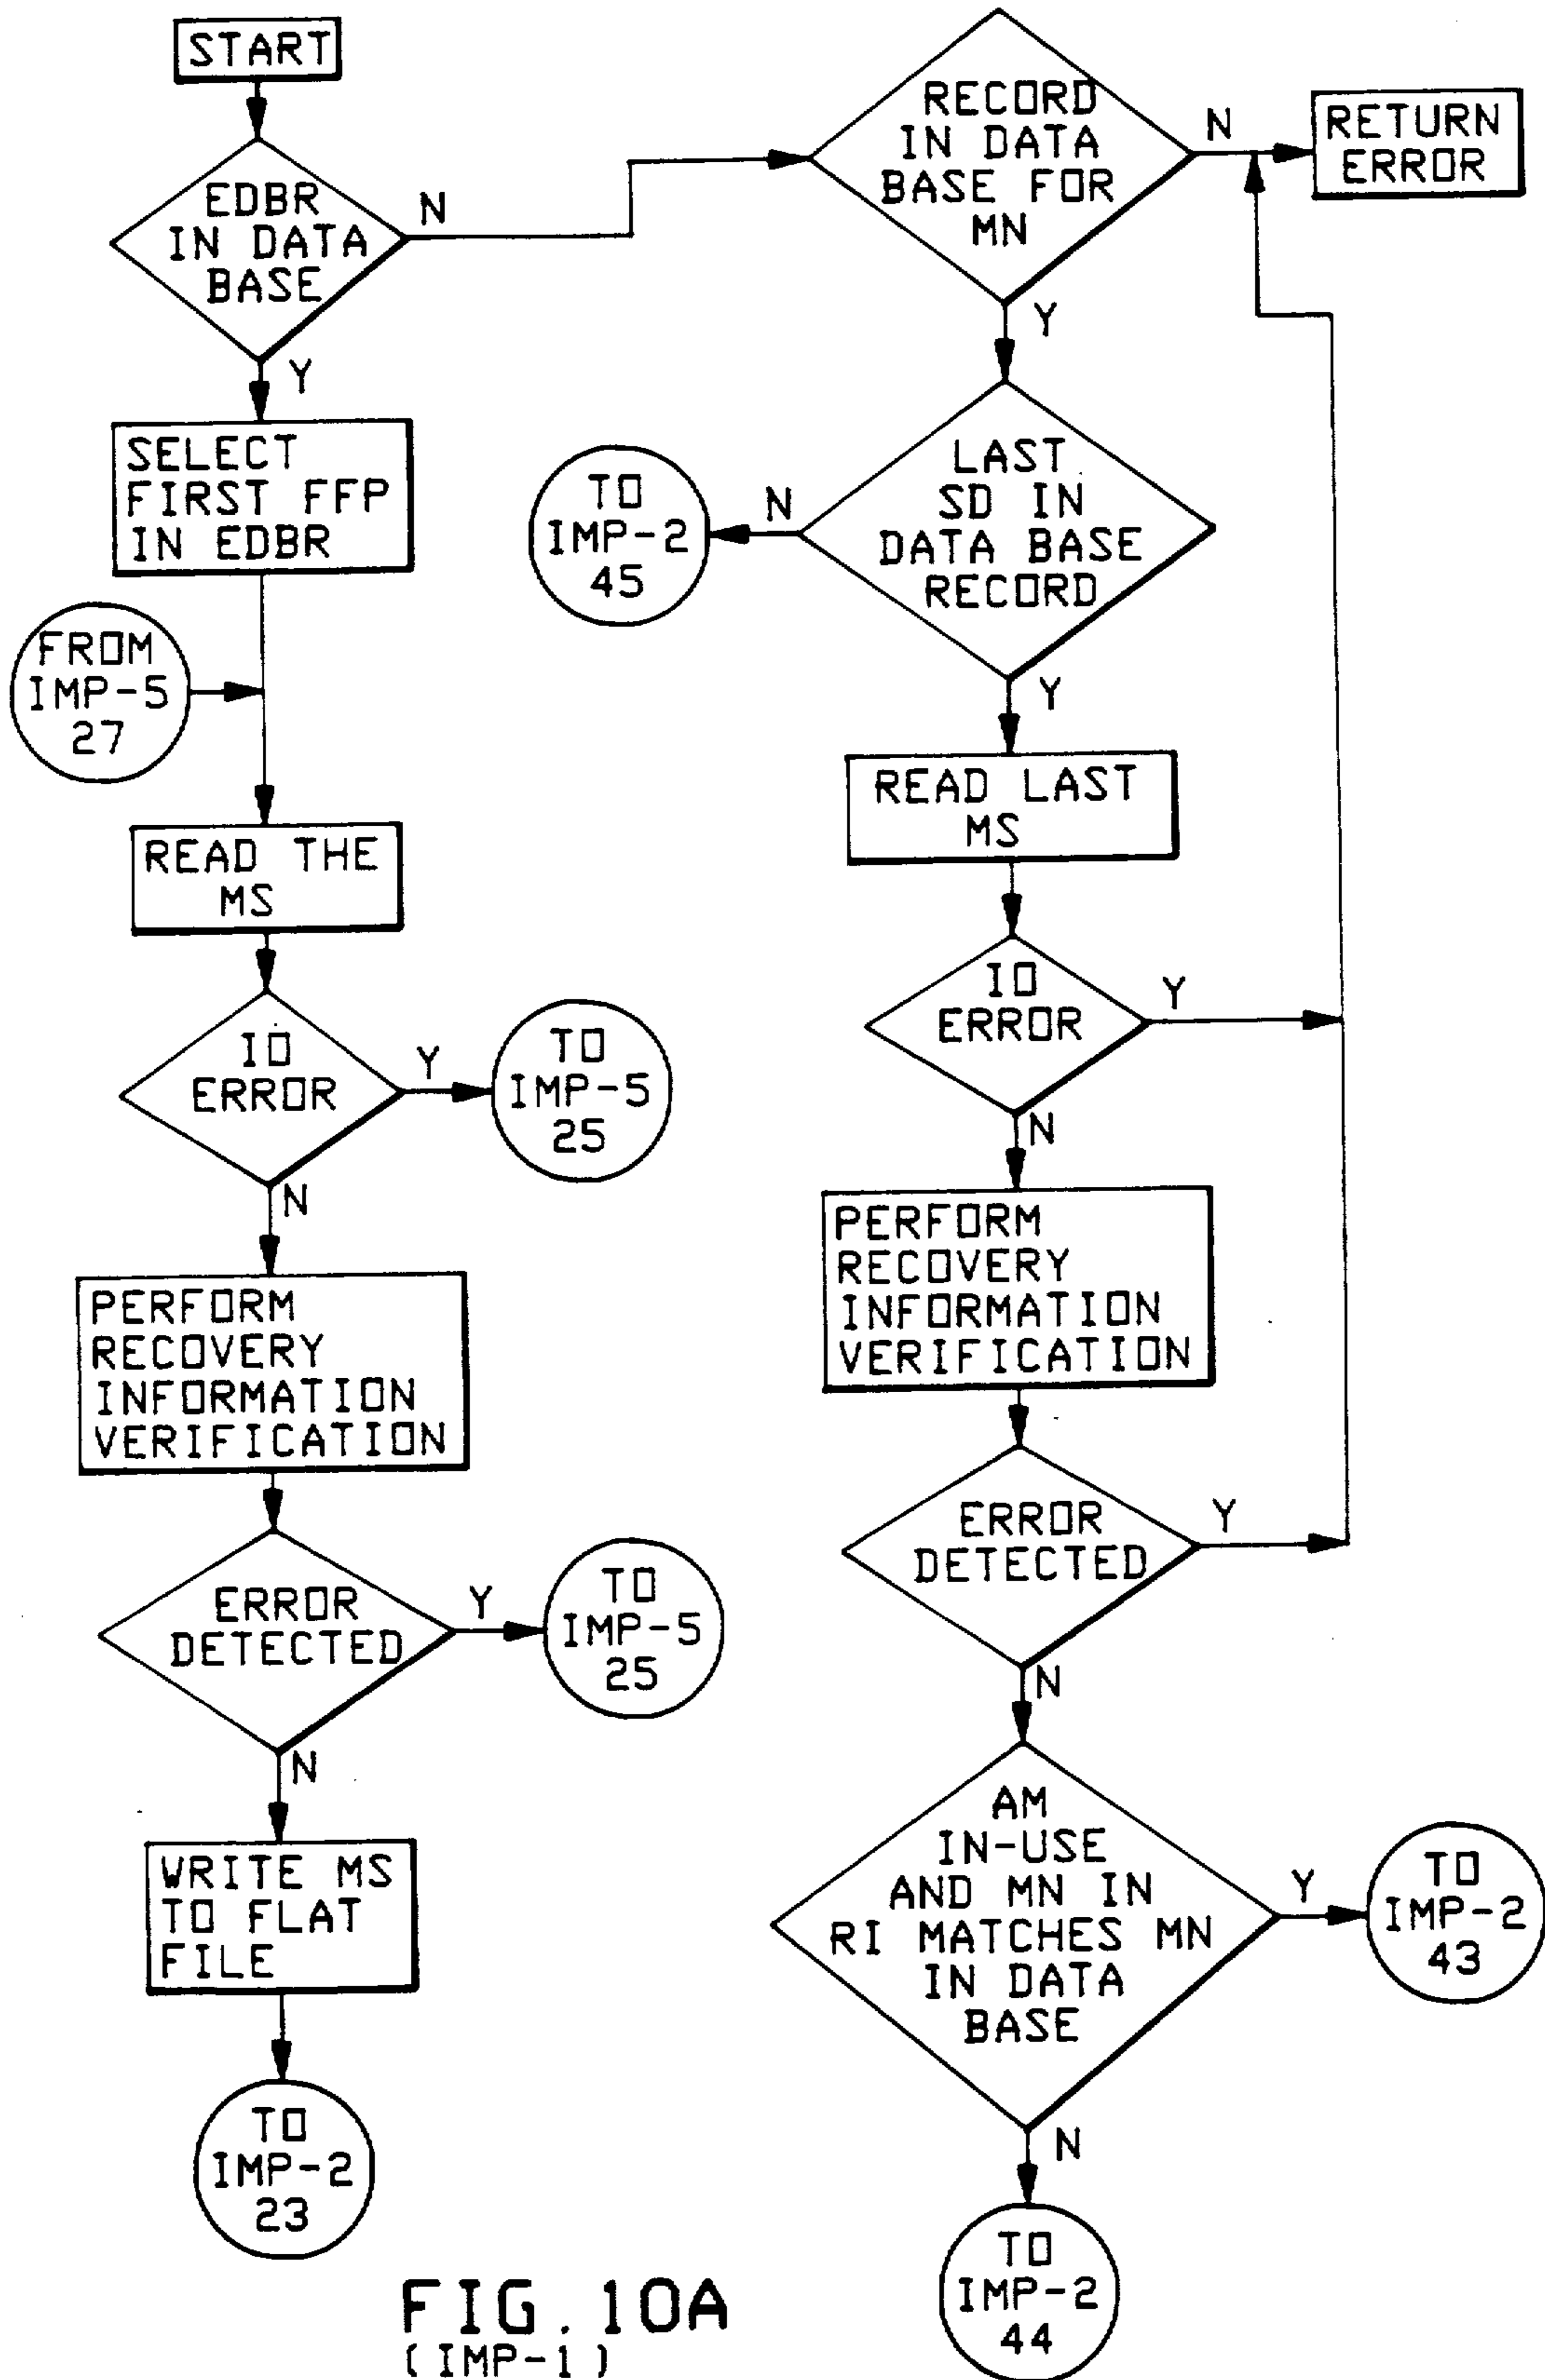 START
EDBR
IN DATA
BASE
N
Y
SELECT
FIRST FFP
IN EDBR
FROM
IMP-5
27
READ THE
MS
IO
ERROR
Y
TO
IMP-5
25
N
PERFORM
RECOVERY
INFORMATION
VERIFICATION
ERROR
DETECTED
Y
TO
IMP-5
25
N
WRITE MS
TO FLAT
FILE
TO
IMP-2
23
RECORD
IN DATA
BASE FOR
MN
N
RETURN
ERROR
Y
LAST
SD IN
DATA BASE
RECORD
N
TO
IMP-2
45
Y
READ LAST
MS
IO
ERROR
Y
N
PERFORM
RECOVERY
INFORMATION
VERIFICATION
ERROR
DETECTED
Y
N
AM
IN-USE
AND MN IN
RI MATCHES MN
IN DATA
BASE
Y
TO
IMP-2
43
N
TO
IMP-2
44
FIG. 10A
(IMP-1)